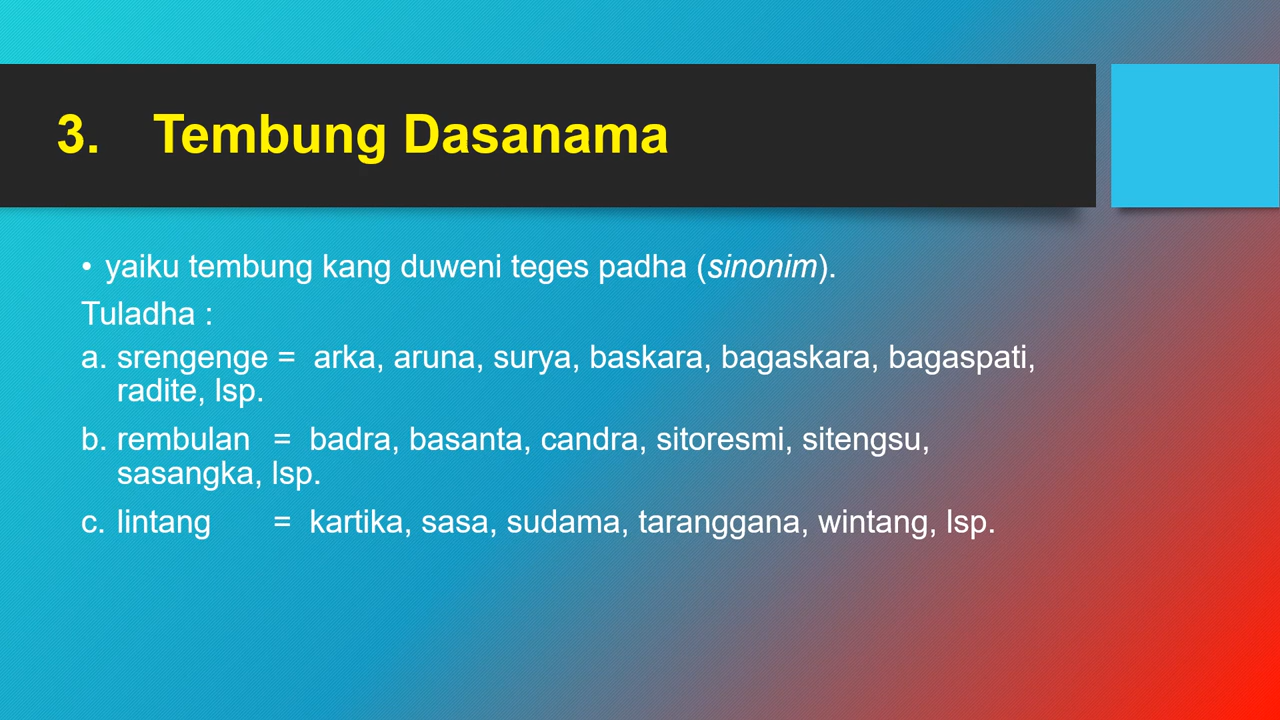 3. Tembung Dasanama
• yaiku tembung kang duweni teges padha (sinonim).
Tuladha :
a. srengenge = arka, aruna, surya, baskara, bagaskara, bagaspati,
radite, lsp.
b. rembulan = badra, basanta, candra, sitoresmi, sitengsu,
sasangka, lsp.
c. lintang = kartika, sasa, sudama, taranggana, wintang, lsp.